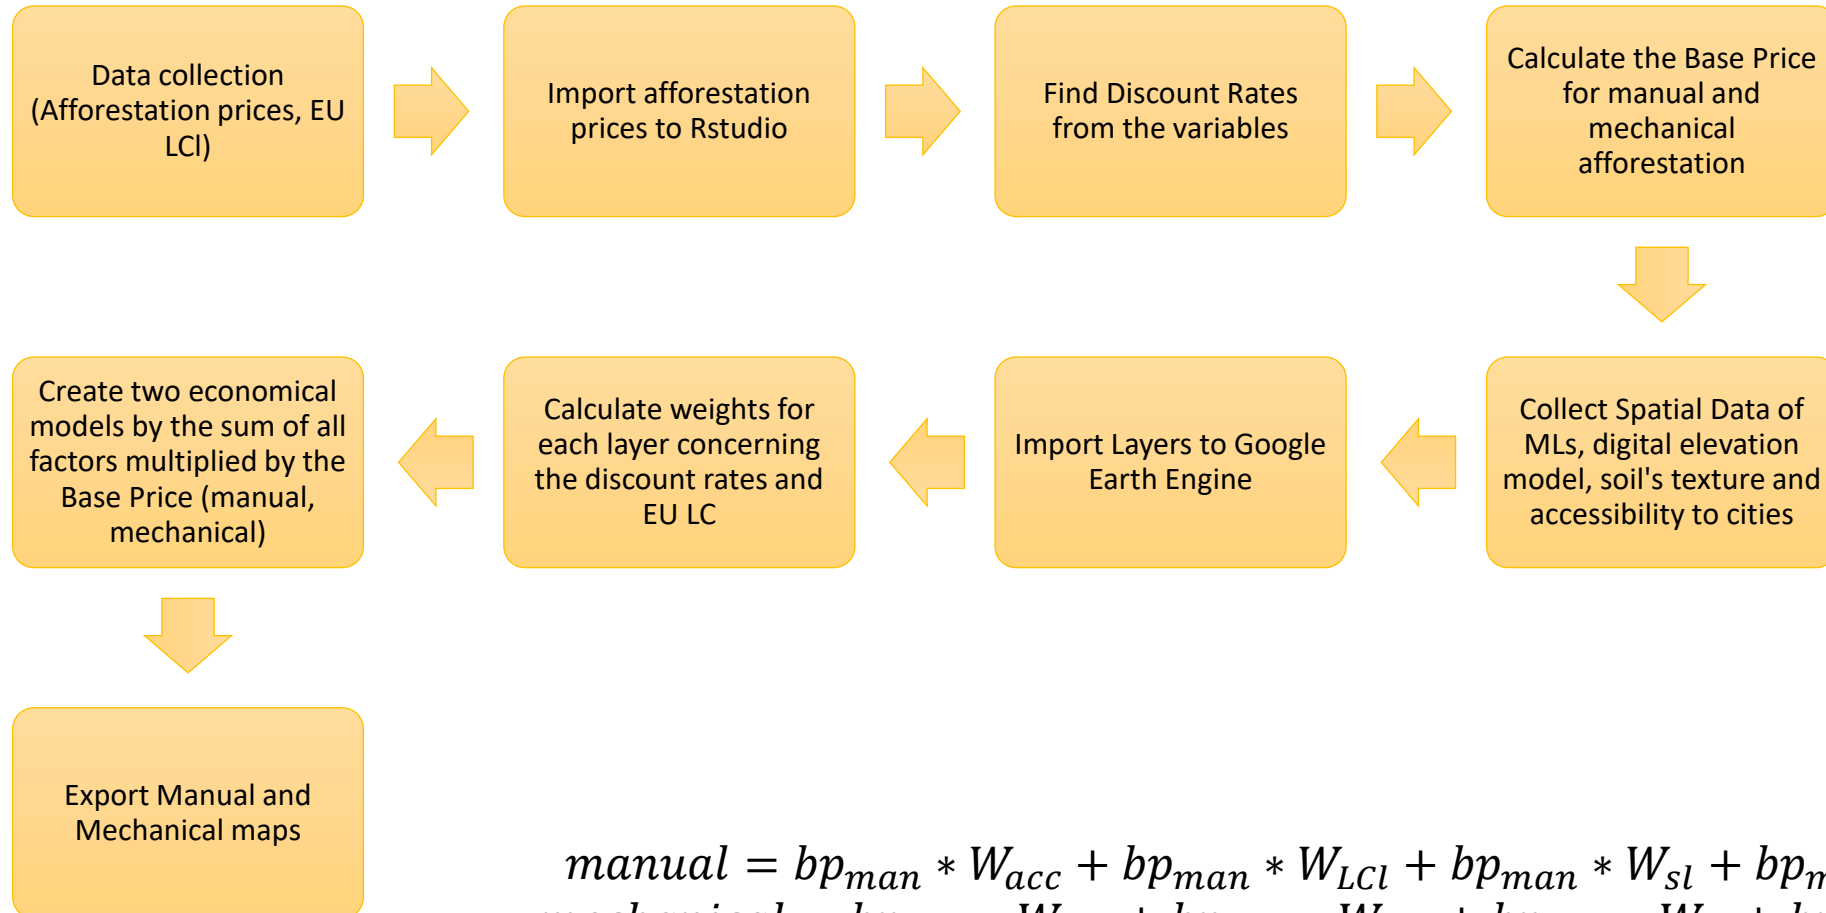 Data collection
(Afforestation prices, EU
LCl)
Import afforestation
prices to Rstudio
Find Discount Rates
from the variables
Calculate the Base Price
for manual and
mechanical
afforestation
Collect Spatial Data of
MLs, digital elevation
model, soil's texture and
accessibility to cities
Import Layers to Google
Earth Engine
Calculate weights for
each layer concerning
the discount rates and
EU LC
Create two economical
models by the sum of all
factors multiplied by the
Base Price (manual,
mechanical)
Export Manual and
Mechanical maps
manual = bp_man * W_acc + bp_man * W_LCl + bp_man * W_sl + bp